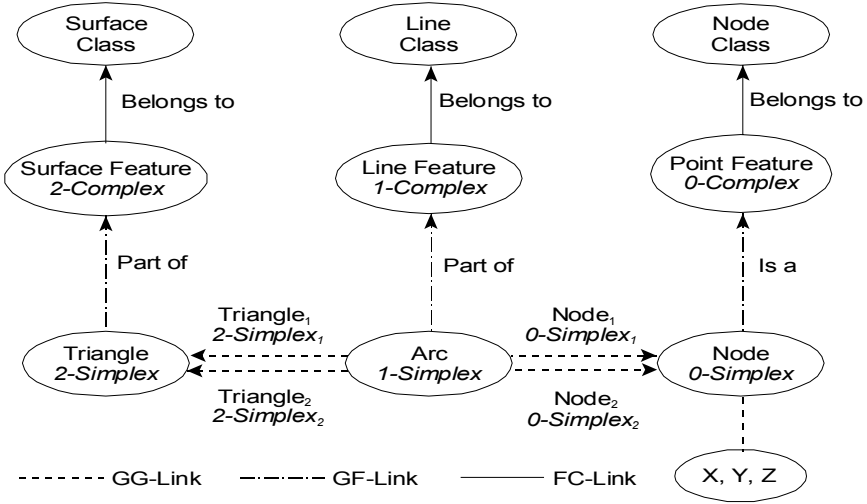 Surface
Class
Line
Class
Node
Class
Belongs to
Belongs to
Belongs to
Surface Feature
2-Complex
Line Feature
1-Complex
Point Feature
0-Complex
Part of
Part of
Is a
Triangle₁
2-Simplex₁
Node₁
0-Simplex₁
Triangle
2-Simplex
Arc
1-Simplex
Node
0-Simplex
Triangle₂
2-Simplex₂
Node₂
0-Simplex₂
GG-Link
GF-Link
FC-Link
X, Y, Z